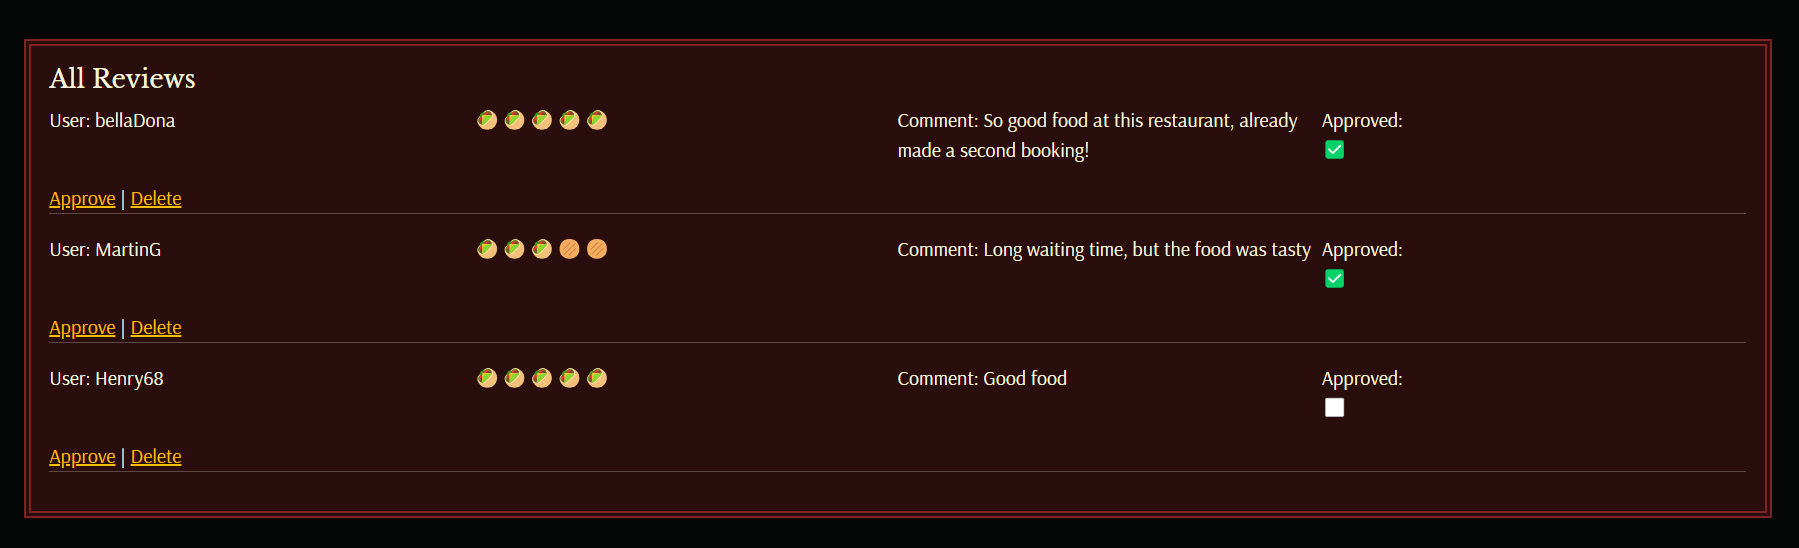 All Reviews
User: bellaDona
Comment: So good food at this restaurant, already
made a second booking!
Approved:
Approve | Delete
User: MartinG
Comment: Long waiting time, but the food was tasty
Approved:
Approve | Delete
User: Henry68
Comment: Good food
Approved:
Approve | Delete